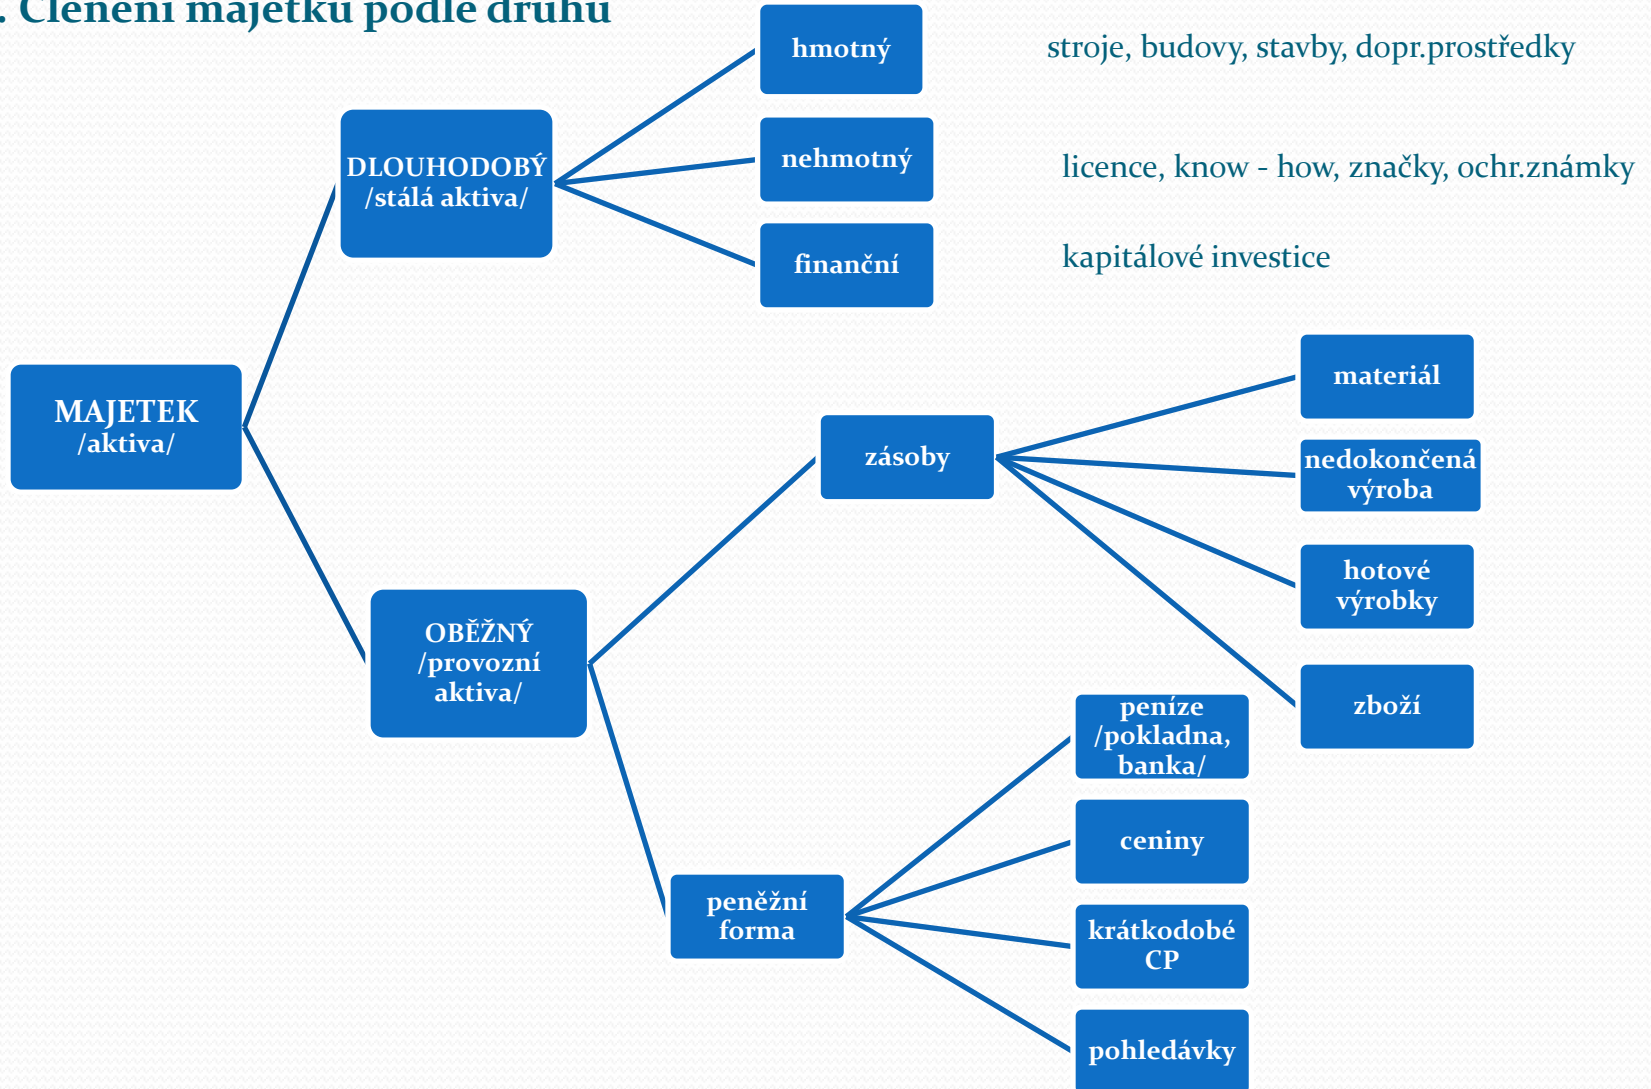 . Členění majetku podle druhu
hmotný
stroje, budovy, stavby, dopr.prostředky
DLOUHODOBÝ
/stálá aktiva/
nehmotný
licence, know - how, značky, ochr.známky
finanční
kapitálové investice
MAJETEK
/aktiva/
zásoby
materiál
nedokončená
výroba
hotové
výrobky
zboží
OBĚŽNÝ
/provozní
aktiva/
peníze
/pokladna,
banka/
ceniny
peněžní
forma
krátkodobé
CP
pohledávky